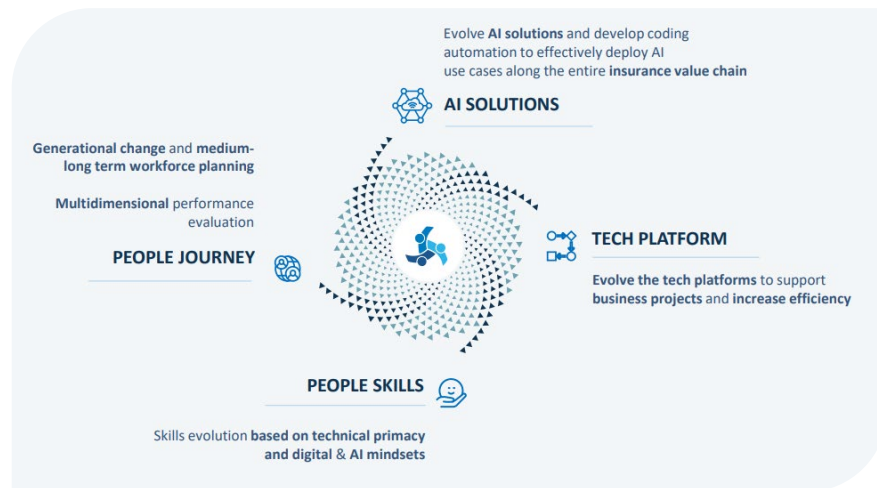 Evolve AI solutions and develop coding
automation to effectively deploy AI
use cases along the entire insurance value chain
AI SOLUTIONS
Generational change and medium-
long term workforce planning
Multidimensional performance
evaluation
PEOPLE JOURNEY
TECH PLATFORM
Evolve the tech platforms to support
business projects and increase efficiency
PEOPLE SKILLS
Skills evolution based on technical primacy
and digital & AI mindsets